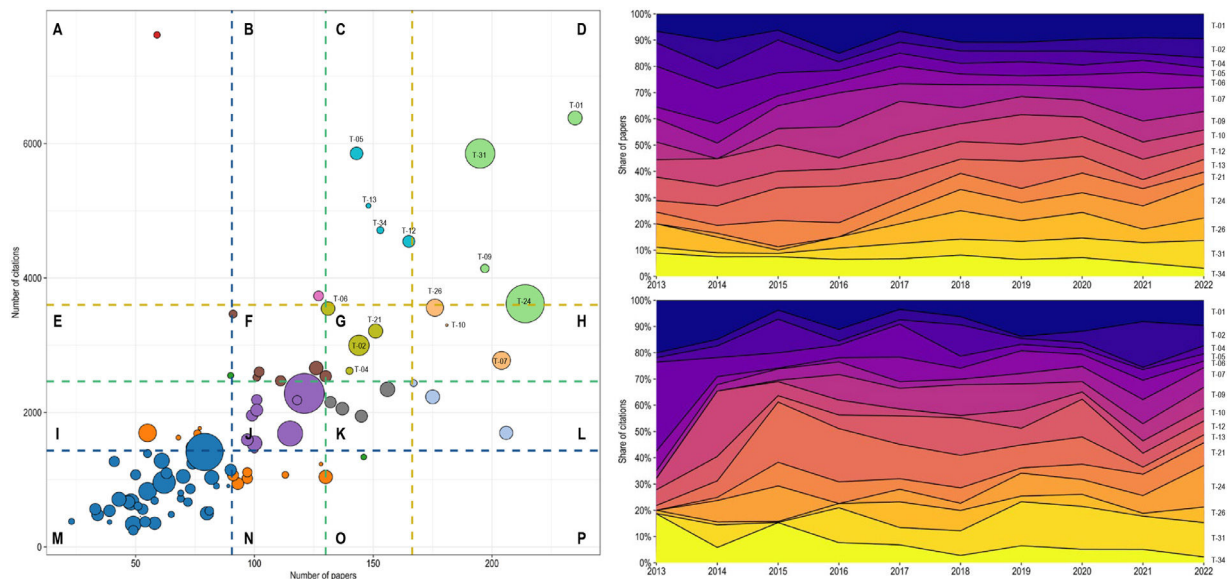 A B C D
T-01
6000
T-05
T-31
T-13
T-34
T-12
Number of citations
T-09
4000
T-06
T-26
T-24
E F G H
T-21
T-10
T-02
T-07
T-04
2000
I J K L
0
M N O P
50 100 150 200
Number of papers
100%
90%
80%
70%
60%
50%
40%
30%
20%
10%
0%
Share of papers
2013 2014 2015 2016 2017 2018 2019 2020 2021 2022
T-01
T-02
T-04
T-05
T-06
T-07
T-09
T-10
T-12
T-13
T-21
T-24
T-26
T-31
T-34
100%
90%
80%
70%
60%
50%
40%
30%
20%
10%
0%
Share of citations
2013 2014 2015 2016 2017 2018 2019 2020 2021 2022
T-01
T-02
T-04
T-05
T-06
T-07
T-09
T-10
T-12
T-13
T-21
T-24
T-26
T-31
T-34